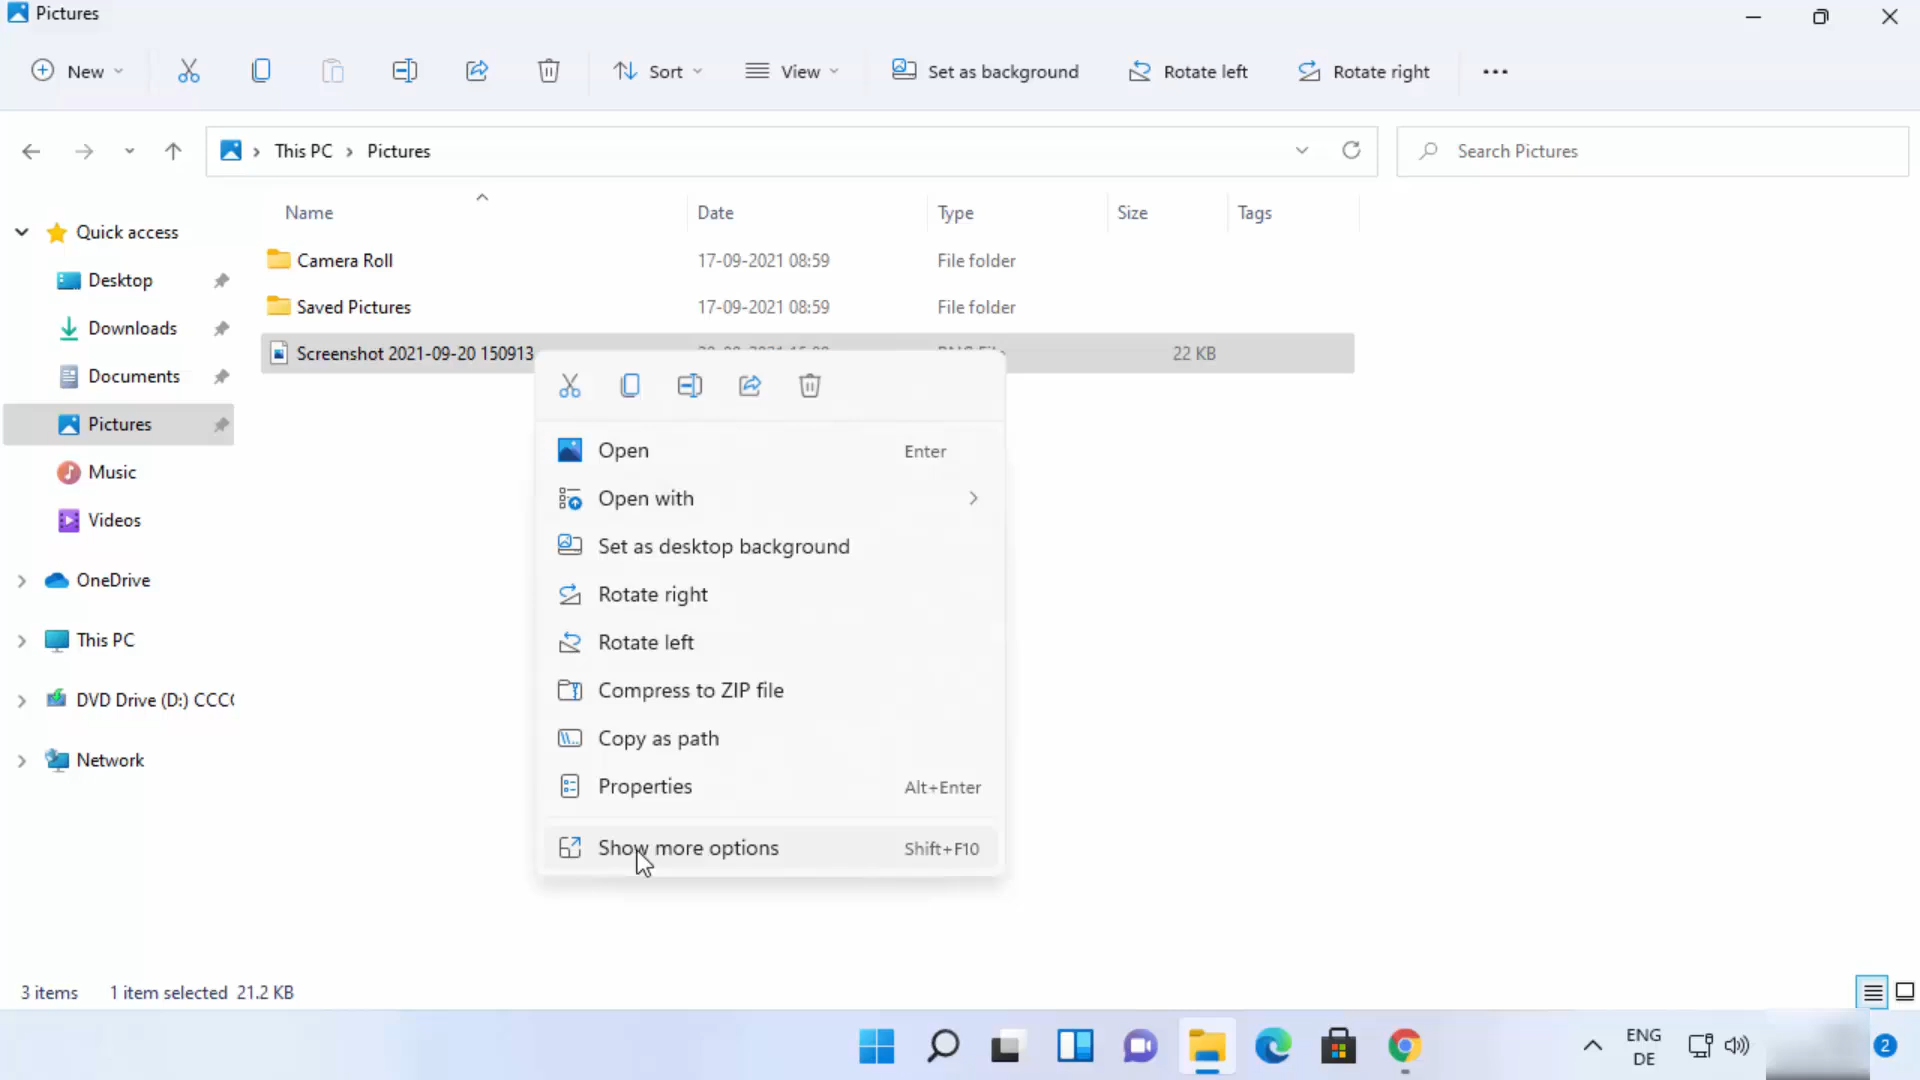 Pictures
New
Sort
View
Set as background
Rotate left
Rotate right
This PC
Pictures
Search Pictures
Name
Date
Type
Size
Tags
Quick access
Desktop
Downloads
Documents
Pictures
Music
Videos
OneDrive
This PC
DVD Drive (D:) CCC
Network
Camera Roll 17-09-2021 08:59 File folder
Saved Pictures 17-09-2021 08:59 File folder
Screenshot 2021-09-20 150913 22 KB
Open Enter
Open with
Set as desktop background
Rotate right
Rotate left
Compress to ZIP file
Copy as path
Properties Alt+Enter
Show more options Shift+F10
3 items 1 item selected 21.2 KB
ENG
DE
2